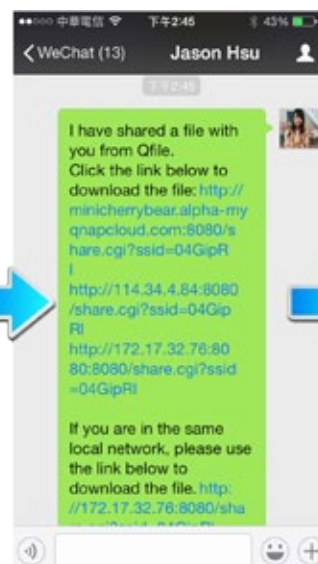 中華電信 下午2:45 43%
WeChat (13) Jason Hsu
下午2:45
I have shared a file with
you from Qfile.
Click the link below to
download the file: http://
minicherrybear.alpha-my
qnapcloud.com:8080/s
hare.cgi?ssid=04GipR
I
http://114.34.4.84:8080
/share.cgi?ssid=04Gip
RI
http://172.17.32.76:80
80:8080/share.cgi?ssid
=04GipRI
If you are in the same
local network, please use
the link below to
download the file. http:
//172.17.32.76:8080/sha